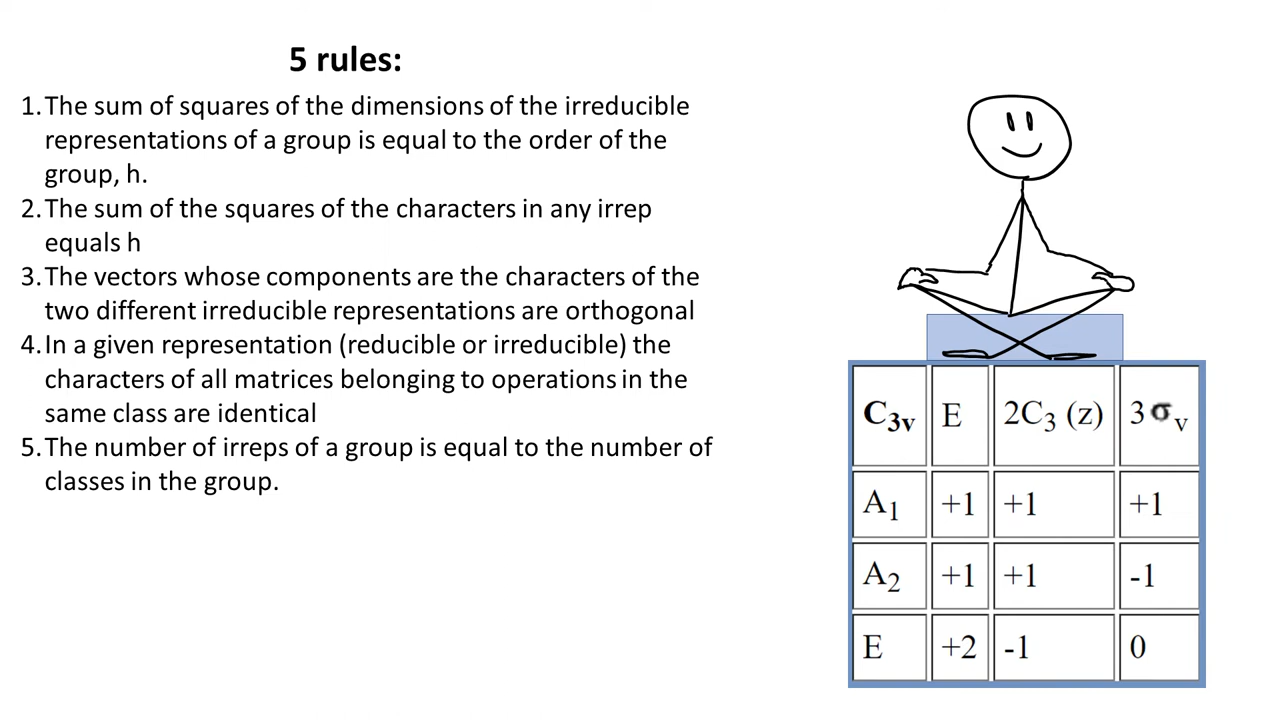 5 rules:
1. The sum of squares of the dimensions of the irreducible
representations of a group is equal to the order of the
group, h.
2. The sum of the squares of the characters in any irrep
equals h
3. The vectors whose components are the characters of the
two different irreducible representations are orthogonal
4. In a given representation (reducible or irreducible) the
characters of all matrices belonging to operations in the
same class are identical
5. The number of irreps of a group is equal to the number of
classes in the group.
C3v E 2C3 (z) 3σv
A1 +1 +1 +1
A2 +1 +1 -1
E +2 -1 0